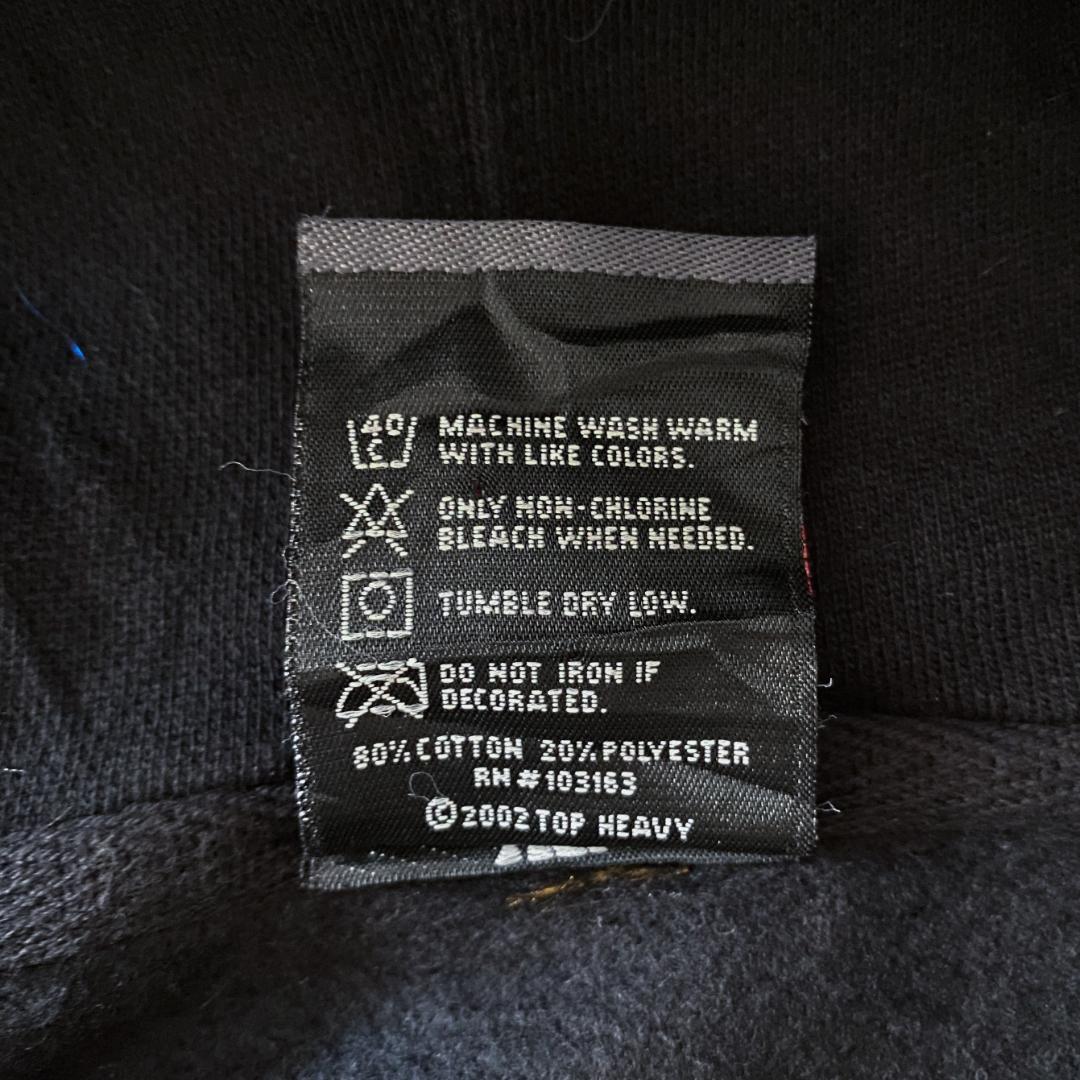 40
C
MACHINE WASH WARM
WITH LIKE COLORS.
ONLY NON-CHLORINE
BLEACH WHEN NEEDED.
TUMBLE DRY LOW.
DO NOT IRON IF
DECORATED.
80% COTTON 20% POLYESTER
RN # 103163
©2002 TOP HEAVY